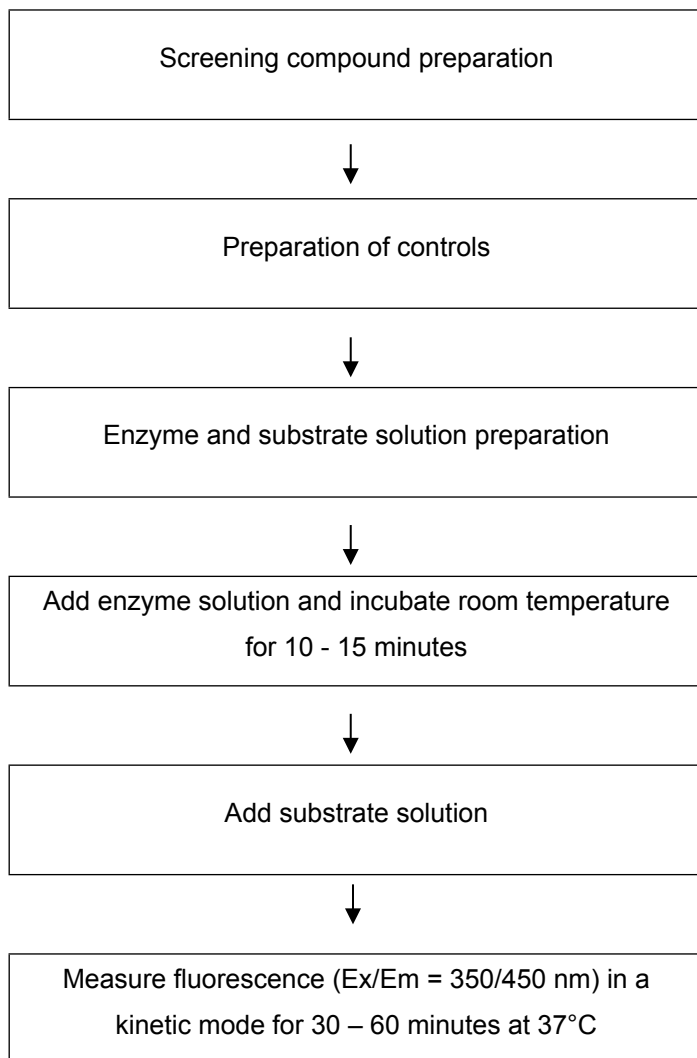 Screening compound preparation
Preparation of controls
Enzyme and substrate solution preparation
Add enzyme solution and incubate room temperature
for 10 - 15 minutes
Add substrate solution
Measure fluorescence (Ex/Em = 350/450 nm) in a
kinetic mode for 30 – 60 minutes at 37°C